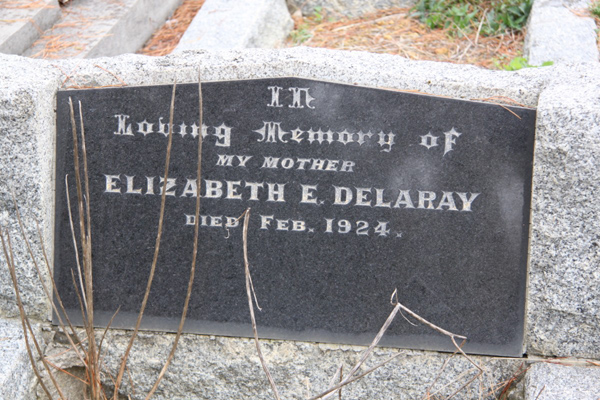 In
Loving Memory of
MY MOTHER
ELIZABETH E. DELARAY
DIED FEB. 1924.